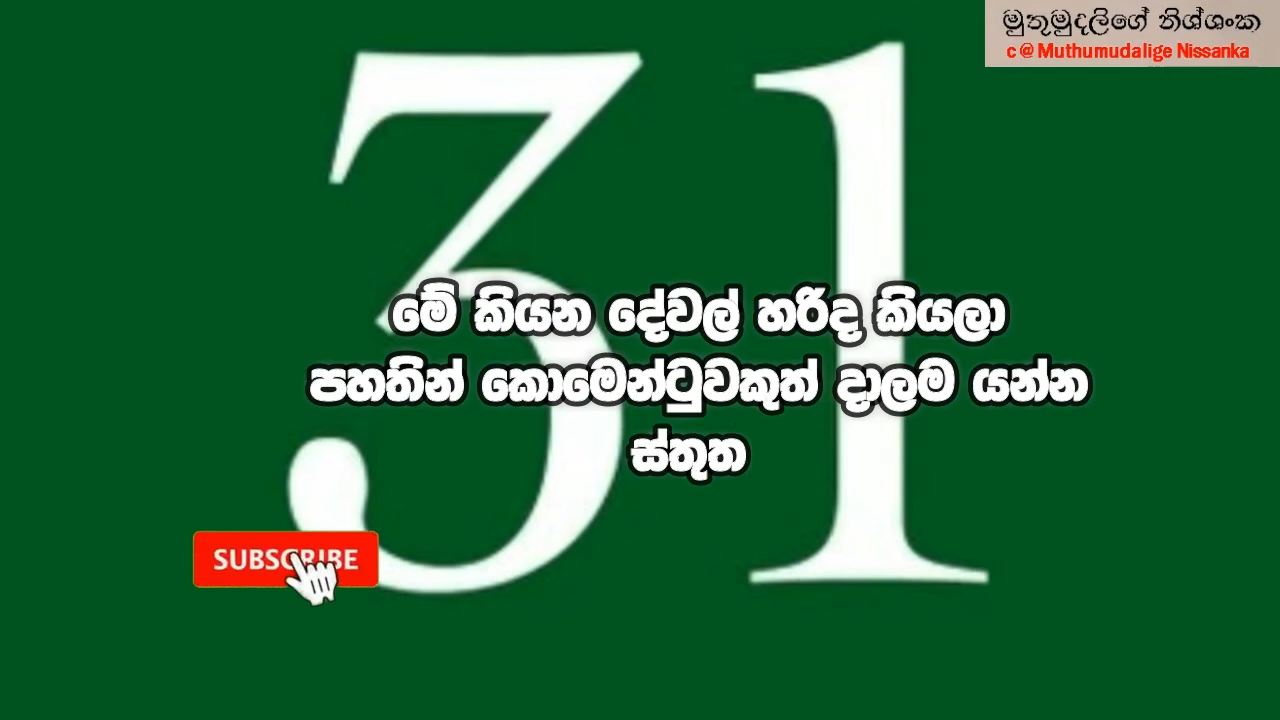 මුතුමුදලිගේ නිශ්ශංක
c@Muthumudalige Nissanka
31
මේ කියන දේවල් හරිද කියලා
පහතින් කොමෙන්ටුවකුත් දාලම යන්න
ස්තූත
SUBSCRIBE